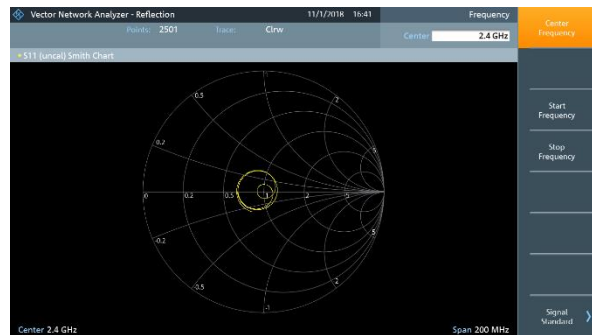 Vector Network Analyzer - Reflection 11/1/2018 16:41 Frequency
Points: 2501 Trace: Clrw
Center 2.4 GHz
S11 (uncal) Smith Chart
Center Frequency
Start Frequency
Stop Frequency
Signal Standard
0.5 2
0.2 5
0 0.2 0.5 1 2 5
-0.2 -5
-0.5 -2
-1
Center 2.4 GHz Span 200 MHz